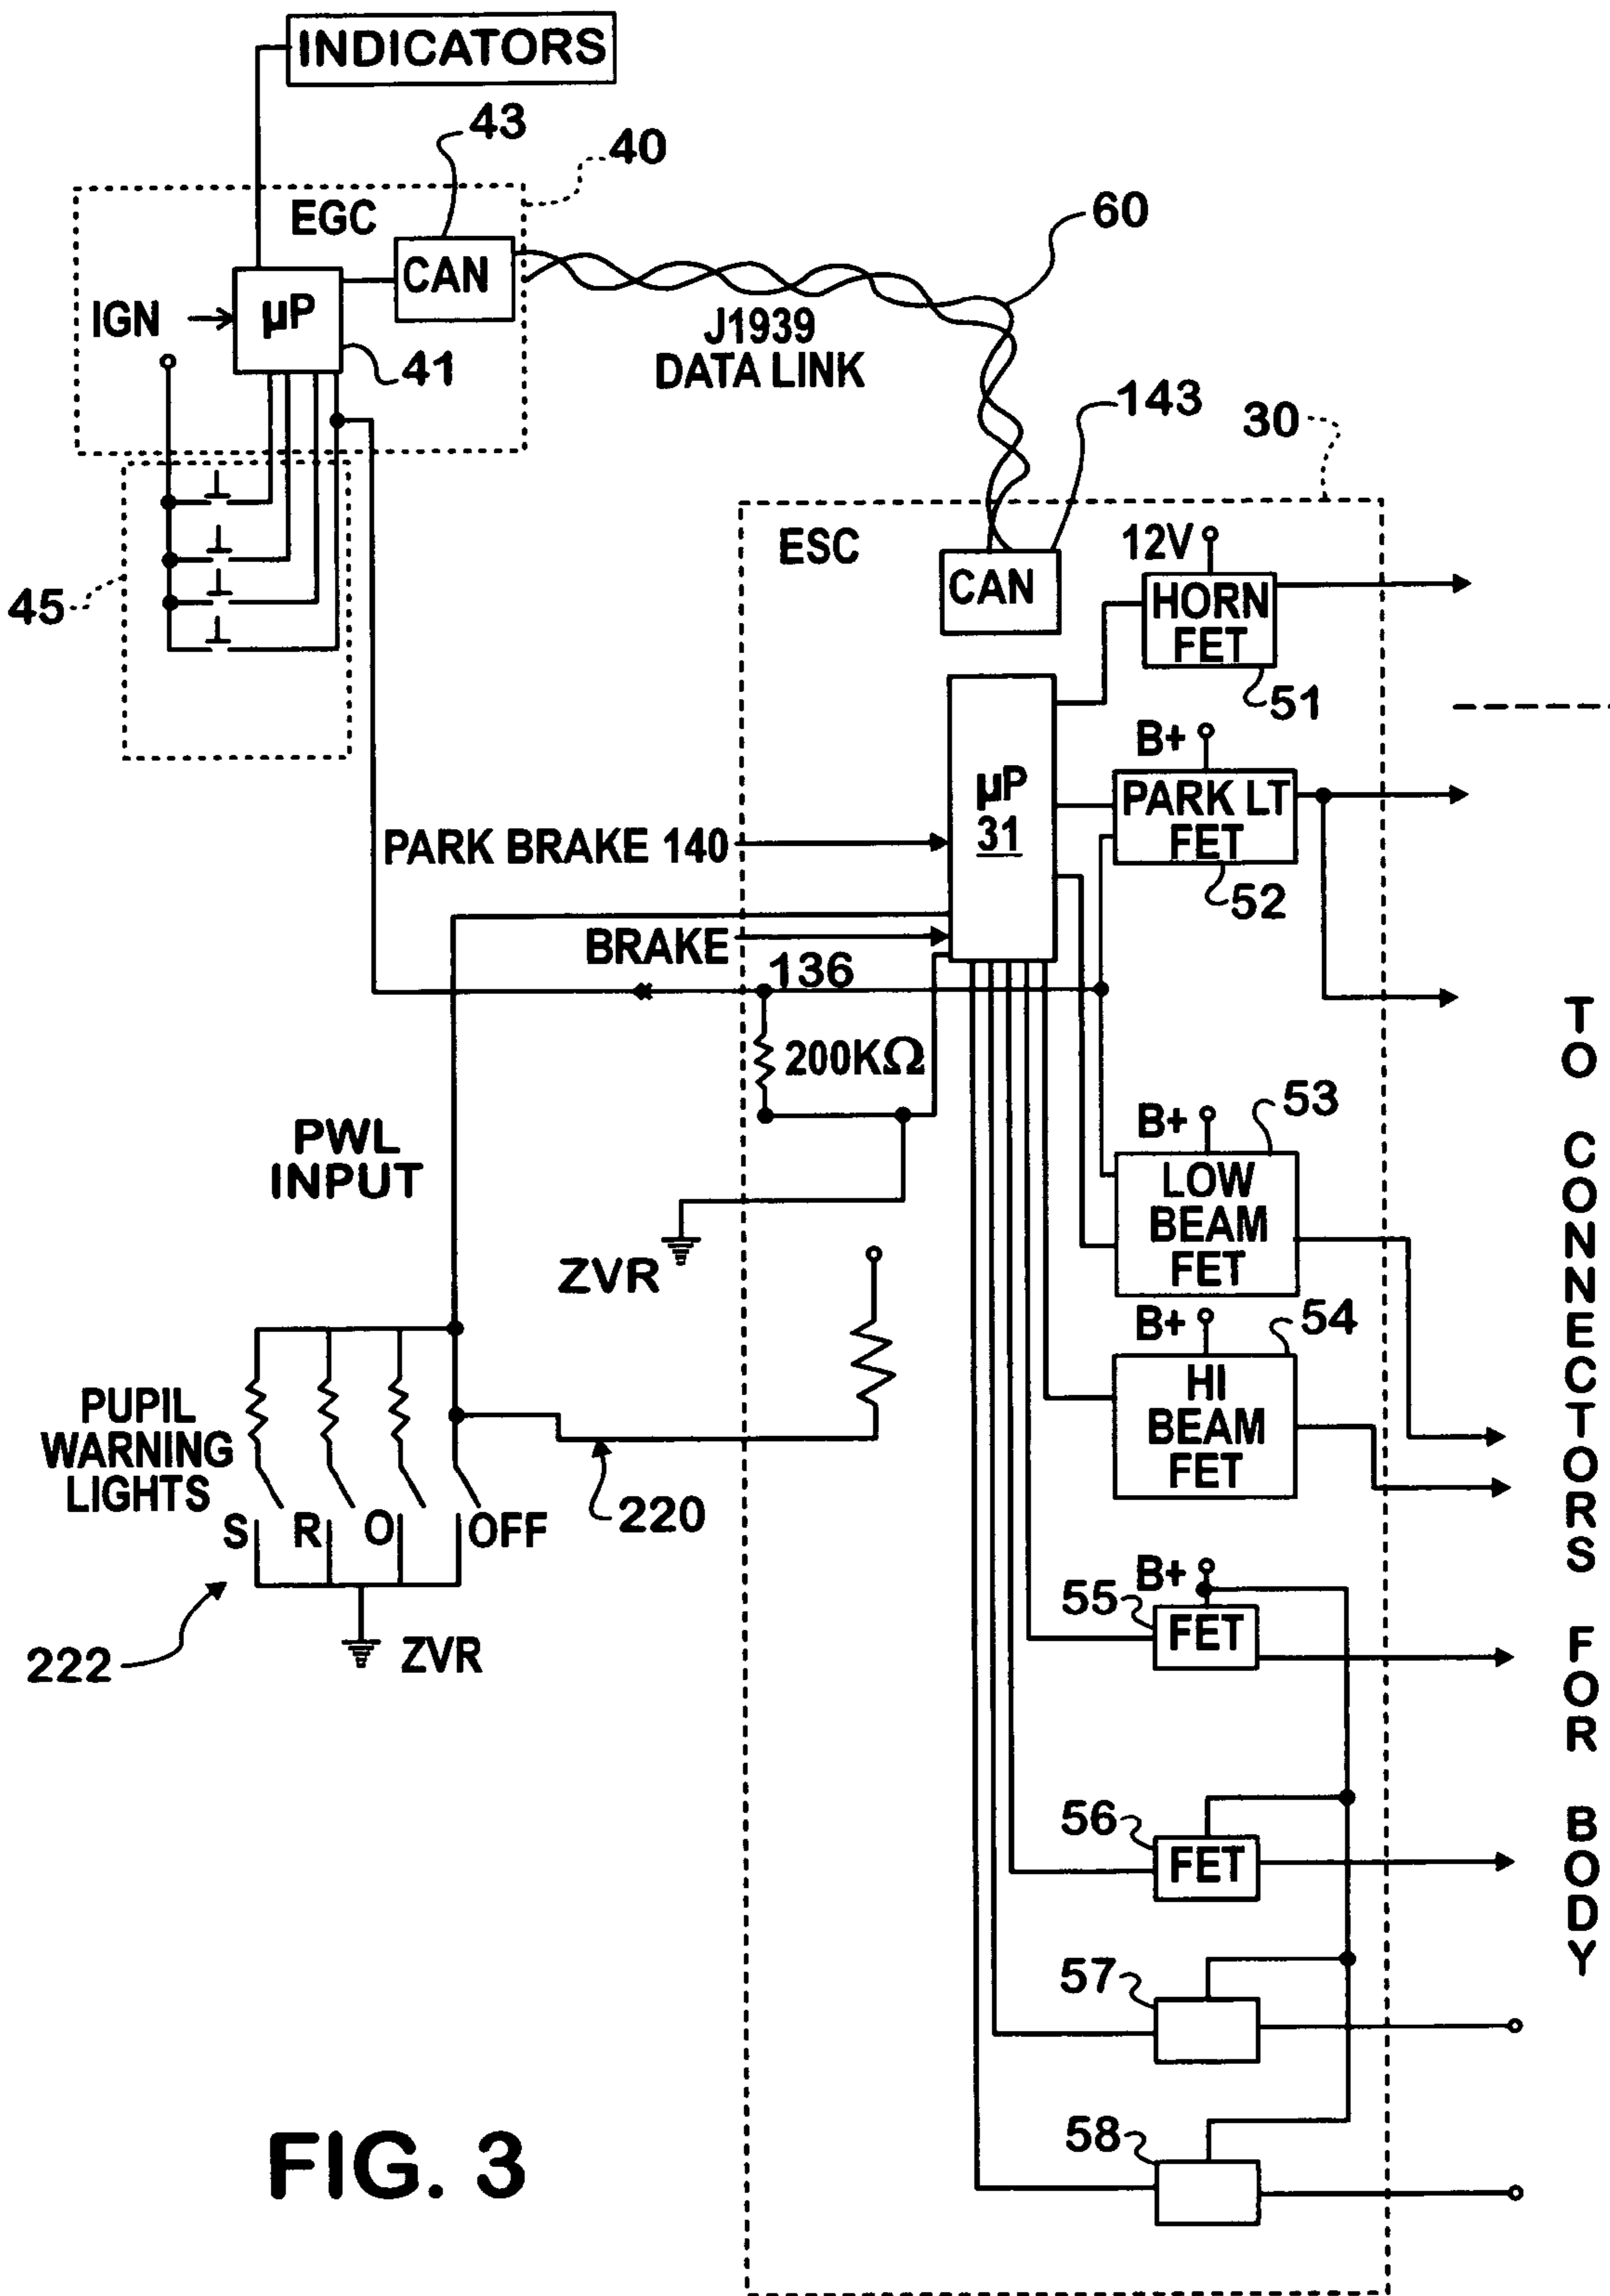 INDICATORS
43
40
EGC
CAN
60
IGN
µP
J1939
DATA LINK
41
143
30
45
ESC
12V
CAN
HORN
FET
51
B+
µP
31
PARK LT
FET
PARK BRAKE 140
52
BRAKE
136
200KΩ
PWL
INPUT
B+
53
LOW
BEAM
FET
ZVR
B+
54
HI
BEAM
FET
PUPIL
WARNING
LIGHTS
S
R
O
OFF
220
222
ZVR
B+
55
FET
56
FET
57
58
TO CONNECTORS FOR BODY
FIG. 3